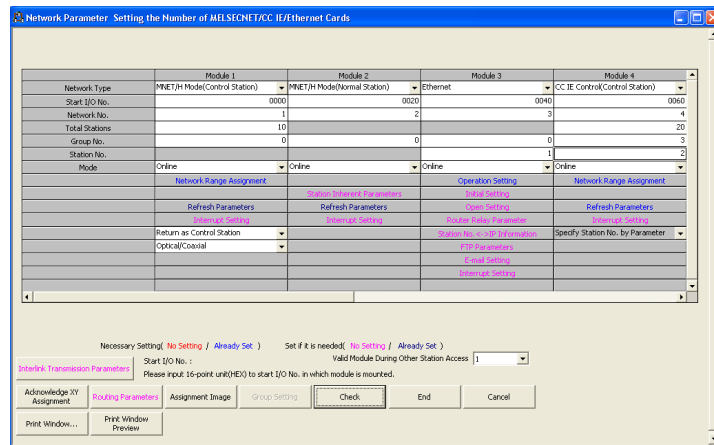 Network Parameter Setting the Number of MELSECNET/CC IE/Ethernet Cards
Module 1 Module 2 Module 3 Module 4
Network Type MNET/H Mode(Control Station) MNET/H Mode(Normal Station) Ethernet CC IE Control(Control Station)
Start I/O No. 0000 0020 0040 0060
Network No. 1 2 3 4
Total Stations 10 20
Group No. 0 0 0 3
Station No. 1 2
Mode Online Online Online Online
Network Range Assignment Operation Setting Network Range Assignment
Station Inherent Parameters Initial Setting
Refresh Parameters Refresh Parameters Open Setting Refresh Parameters
Interrupt Setting Interrupt Setting Router Relay Parameter Interrupt Setting
Return as Control Station Station No.<->IP Information Specify Station No. by Parameter
Optical/Coaxial FTP Parameters
E-mail Setting
Interrupt Setting
Necessary Setting( No Setting / Already Set ) Set if it is needed( No Setting / Already Set )
Interlink Transmission Parameters
Start I/O No. : Valid Module During Other Station Access 1
Please input 16-point unit(HEX) to start I/O No. in which module is mounted.
Acknowledge XY
Assignment
Routing Parameters Assignment Image Group Setting Check End Cancel
Print Window...
Print Window
Preview